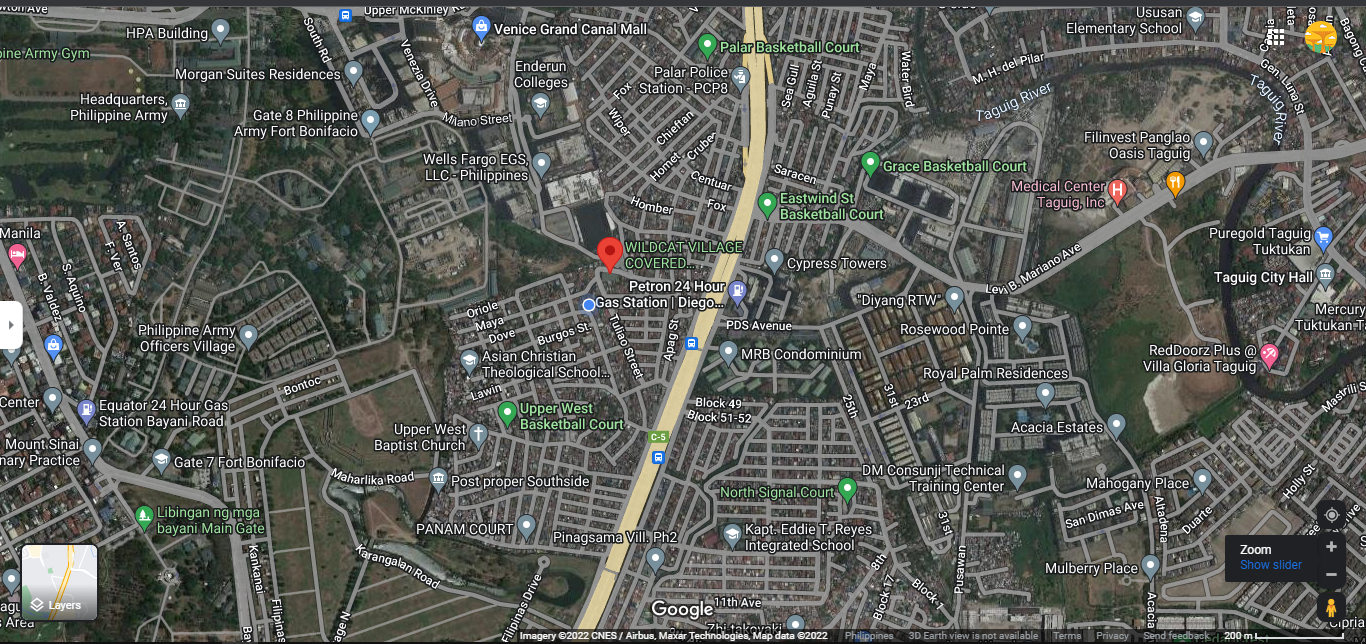 Upper McKinley
HPA Building
South Rd
Venezia Drive
Venice Grand Canal Mall
Palar Basketball Court
Ususan
Elementary School
pine Army Gym
Morgan Suites Residences
Enderun
Colleges
Palar Police
Station - PCP8
Sea Gull
Aguila St
Punay St
Maya
Water Bird
M. H. del Pilar
Taguig River
Gen. Luna St
Taguig River
Headquarters,
Philippine Army
Gate 8 Philippine
Army Fort Bonifacio
Milano Street
Fox
Wiper
Chieftan
Cruber
Hornet
Wells Fargo EGS,
LLC - Philippines
Centuar
Fox
Homber
Saracen
Grace Basketball Court
Filinvest Panglao
Oasis Taguig
Medical Center
Taguig, Inc
Eastwind St
Basketball Court
Manila
A. Santos
F. Ver
S. Aquino
B. Valdez
WILDCAT VILLAGE
COVERED...
Cypress Towers
Levi B. Mariano Ave
Puregold Taguig
Tuktukan
Taguig City Hall
Petron 24 Hour
Gas Station | Diego...
"Diyang RTW"
Mercury
Tuktukan Ta
Oriole
Maya
Dove
Burgos St.
Tuliao Street
Apag St
PDS Avenue
Rosewood Pointe
Philippine Army
Officers Village
Asian Christian
Theological School...
MRB Condominium
RedDoorz Plus @
Villa Gloria Taguig
Royal Palm Residences
Bontoc
Lawin
31st
23rd
25th
Mastrili S
Center
Equator 24 Hour Gas
Station Bayani Road
Upper West
Basketball Court
Block 49
Block 51-52
Upper West
Baptist Church
C-5
Acacia Estates
Mount Sinai
nary Practice
Gate 7 Fort Bonifacio
Maharlika Road
Post proper Southside
DM Consunji Technical
Training Center
Mahogany Place
Holly St
North Signal Court
San Dimas Ave
Altadena
Duarte
Libingan ng mga
bayani Main Gate
PANAM COURT
Pinagsama Vill. Ph2
Kapt. Eddie T. Reyes
Integrated School
31st
Pusawan
8th
Block 17
Block 1
Karangalan Road
Kankanai
Filipinas Drive
Mulberry Place
Acacia
Zoom
Show slider
Layers
11th Ave
Google
Imagery ©2022 CNES / Airbus, Maxar Technologies, Map data ©2022
Philippines
3D Earth view is not available
Terms
Privacy
Send feedback
200 m